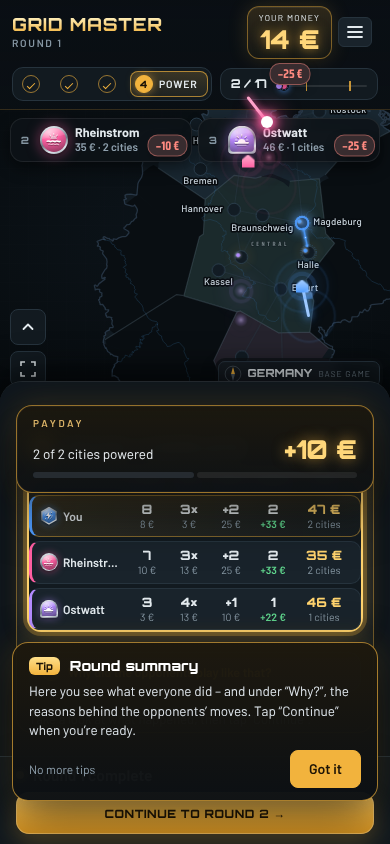 GRID MASTER
ROUND 1
YOUR MONEY
14 €
4 POWER
2 / 17
-25 €
2 Rheinstrom
35 € · 2 cities
-10 €
H
3 Ostwatt
46 € · 1 cities
-25 €
Rostock
Bremen
Hannover
Braunschweig
Magdeburg
CENTRAL
Halle
Kassel
Erfurt
GERMANY BASE GAME
PAYDAY
2 of 2 cities powered
+10 €
You 8 3x +2 2 47 €
8 € 3 € 25 € +33 € 2 cities
Rheinstr... 7 3x +2 2 35 €
10 € 13 € 25 € +33 € 2 cities
Ostwatt 3 4x +1 1 46 €
3 € 13 € 10 € +22 € 1 cities
Tip Round summary
Here you see what everyone did – and under “Why?”, the
reasons behind the opponents’ moves. Tap “Continue”
when you’re ready.
No more tips
Got it
CONTINUE TO ROUND 2 →